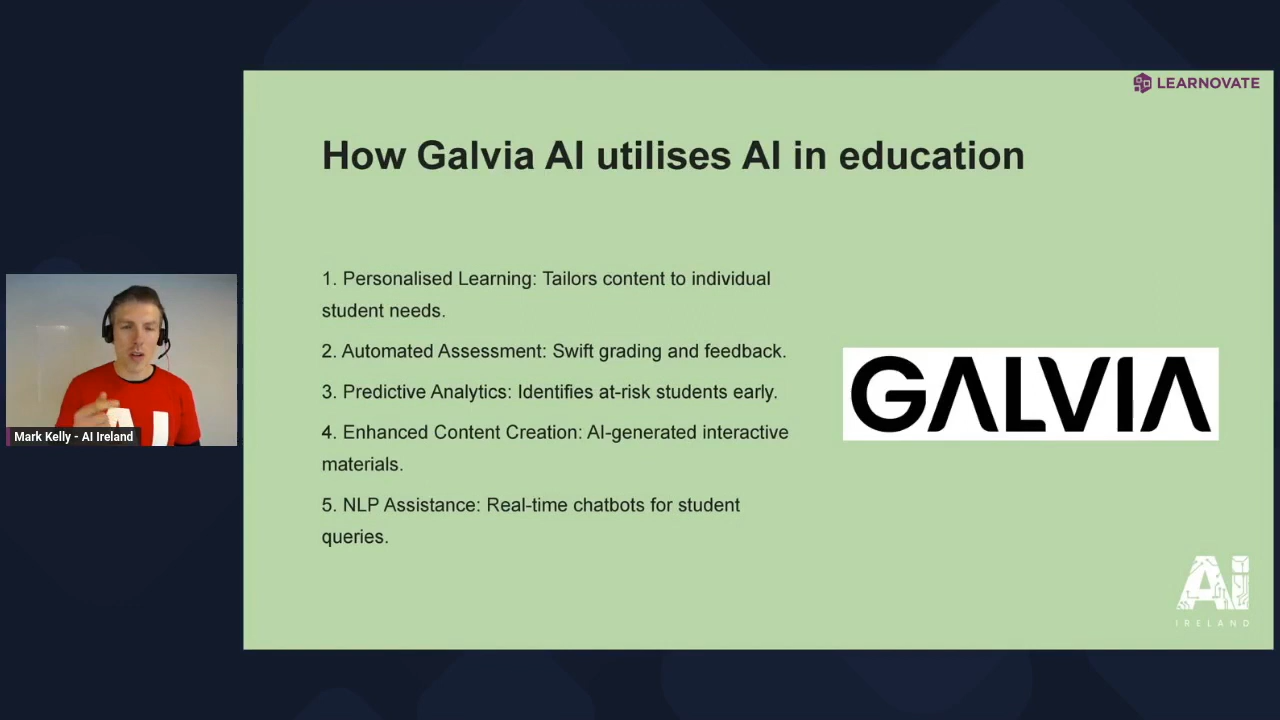 LEARNOVATE
How Galvia AI utilises AI in education
1. Personalised Learning: Tailors content to individual
student needs.
2. Automated Assessment: Swift grading and feedback.
3. Predictive Analytics: Identifies at-risk students early.
4. Enhanced Content Creation: AI-generated interactive
materials.
5. NLP Assistance: Real-time chatbots for student
queries.
GALVIA
AI
Mark Kelly - AI Ireland
Ai
IRELAND